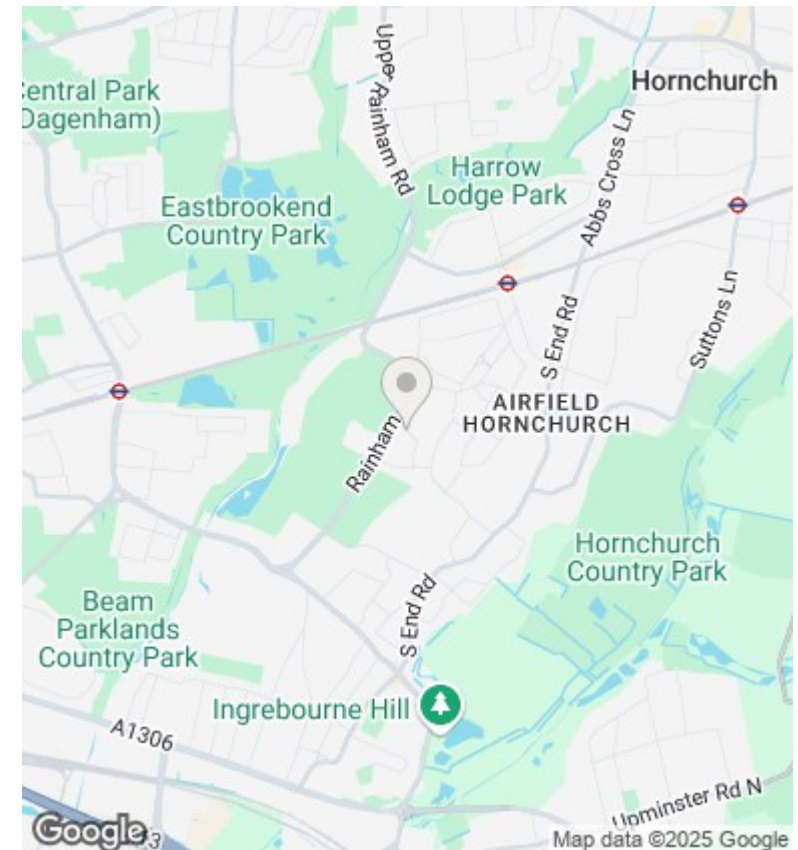 Upper Rainham Rd
Hornchurch
Central Park
Dagenham)
Harrow
Lodge Park
Abbs Cross Ln
Eastbrookend
Country Park
Suttons Ln
S End Rd
AIRFIELD
HORNCHURCH
Rainham
Hornchurch
Country Park
Beam
Parklands
Country Park
S End Rd
Ingrebourne Hill
A1306
Upminster Rd N
Google
Map data ©2025 Google